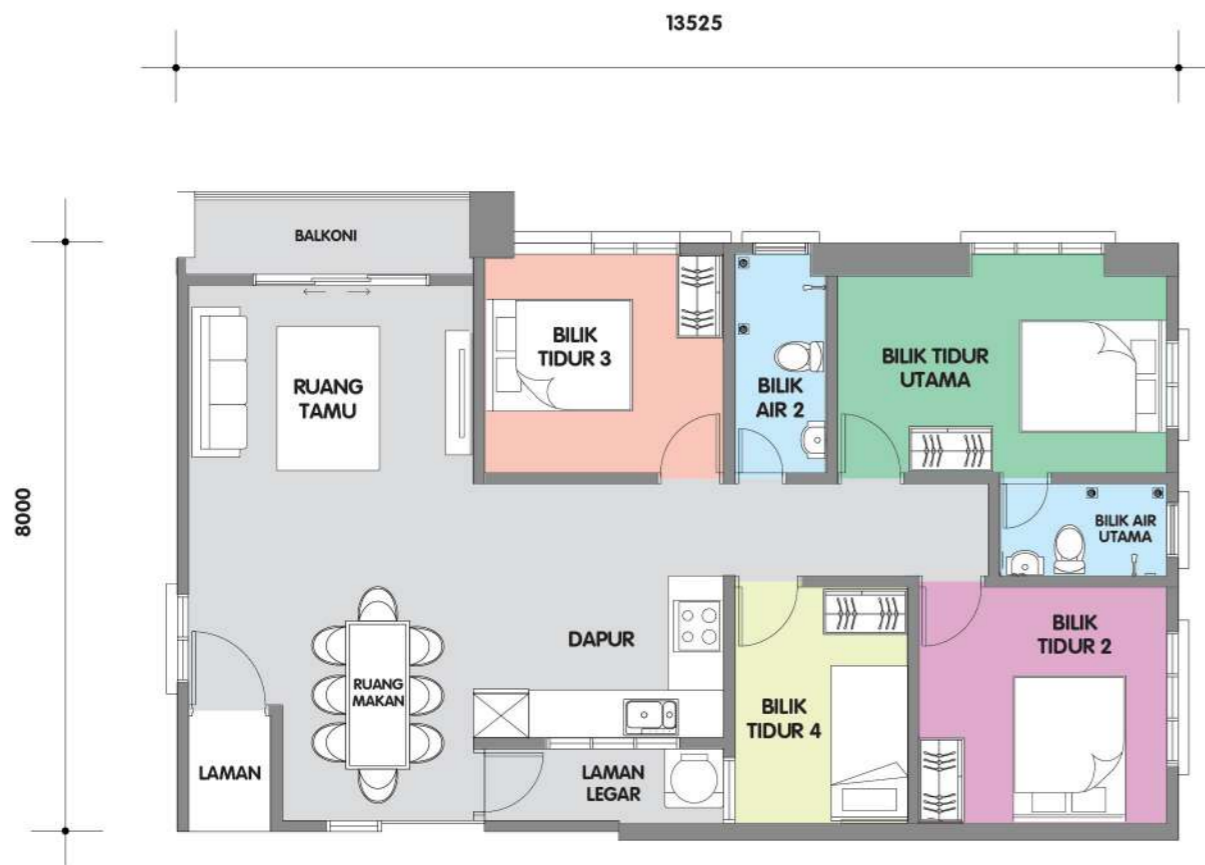 13525
8000
BALKONI
RUANG
TAMU
BILIK
TIDUR 3
BILIK
AIR 2
BILIK TIDUR
UTAMA
BILIK AIR
UTAMA
DAPUR
RUANG
MAKAN
LAMAN
LAMAN
LEGAR
BILIK
TIDUR 4
BILIK
TIDUR 2